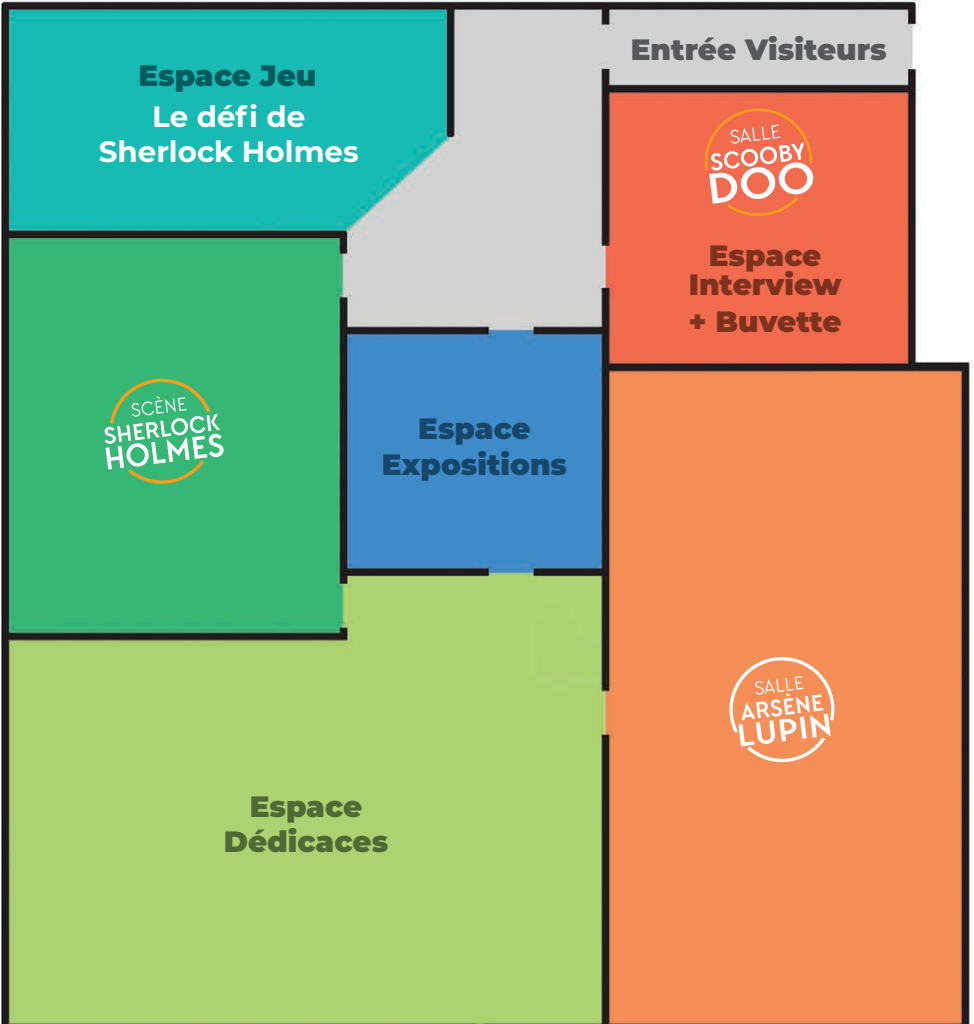 Entrée Visiteurs
Espace Jeu
Le défi de
Sherlock Holmes
SALLE
SCOOBY
DOO
Espace
Interview
+ Buvette
SCÈNE
SHERLOCK
HOLMES
Espace
Expositions
SALLE
ARSÈNE
LUPIN
Espace
Dédicaces